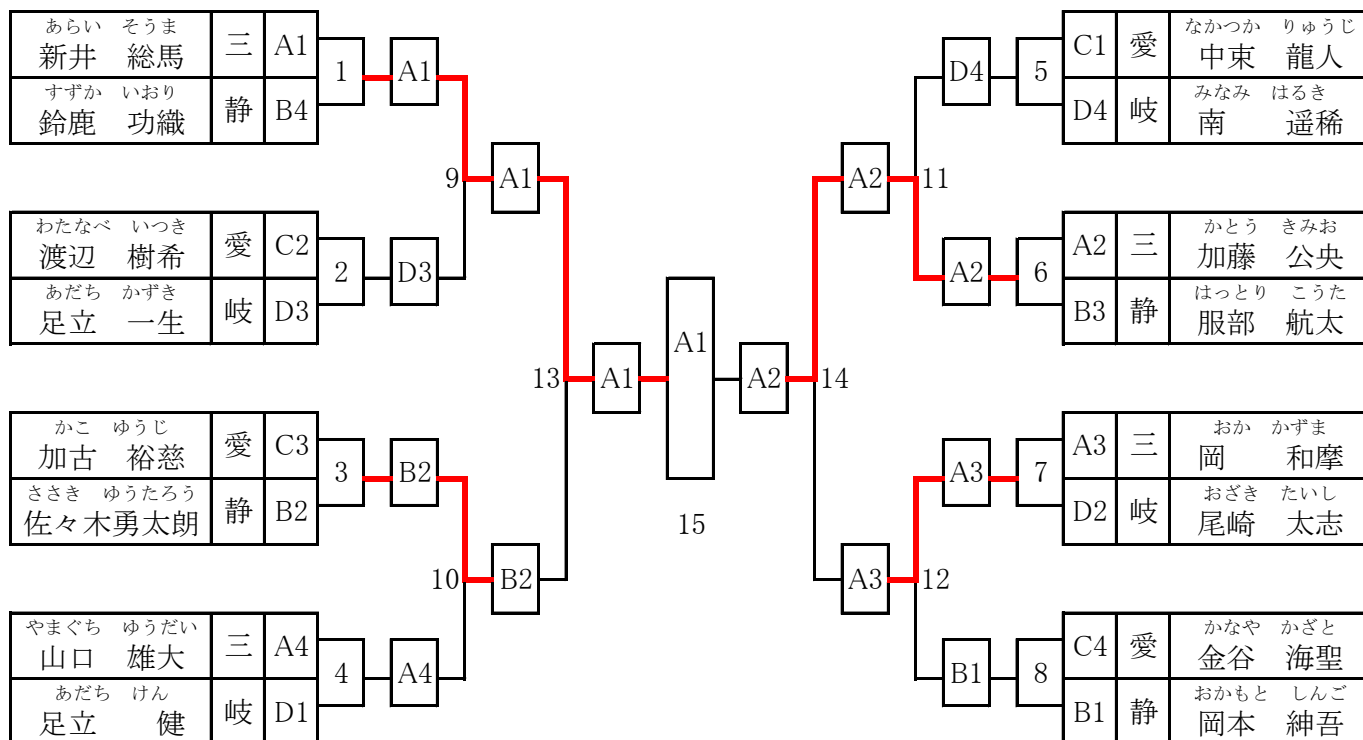 あらい そうま
新井 総馬 三 A1
すずか いおり
鈴鹿 功織 静 B4
1 A1
わたなべ いつき
渡辺 樹希 愛 C2
あだち かずき
足立 一生 岐 D3
2 D3
9 A1
かこ ゆうじ
加古 裕慈 愛 C3
ささき ゆうたろう
佐々木勇太朗 静 B2
3 B2
やまぐち ゆうだい
山口 雄大 三 A4
あだち けん
足立 健 岐 D1
4 A4
10 B2
13 A1
A1
15
A2 14
A2 11
D4 5
なかつか りゅうじ
C1 愛 中束 龍人
みなみ はるき
D4 岐 南 遥稀
A2 6
かとう きみお
A2 三 加藤 公央
はっとり こうた
B3 静 服部 航太
A3 12
A3 7
おか かずま
A3 三 岡 和摩
おざき たいし
D2 岐 尾崎 太志
B1 8
かなや かざと
C4 愛 金谷 海聖
おかもと しんご
B1 静 岡本 紳吾